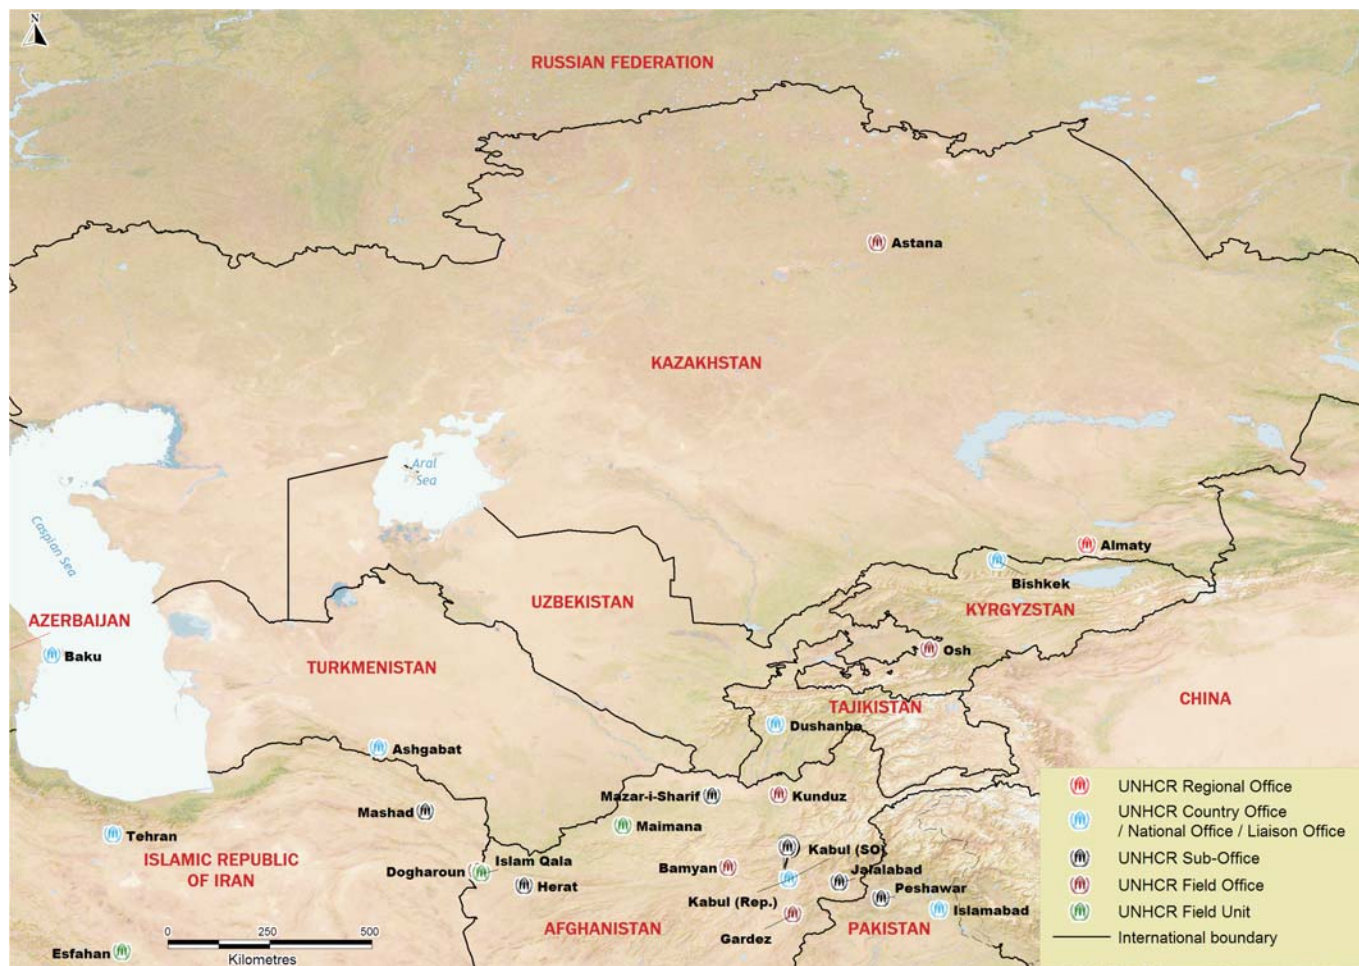 N
RUSSIAN FEDERATION
Astana
KAZAKHSTAN
Aral
Sea
Caspian Sea
Almaty
Bishkek
UZBEKISTAN
KYRGYZSTAN
AZERBAIJAN
Baku
Osh
TURKMENISTAN
CHINA
TAJIKISTAN
Dushanbe
Ashgabat
Mazar-i-Sharif
Kunduz
Mashad
Maimana
Tehran
Kabul (SO)
ISLAMIC REPUBLIC
OF IRAN
Islam Qala
Dogharoun
Bamyan
Jalalabad
Herat
Peshawar
Kabul (Rep.)
Islamabad
AFGHANISTAN
Gardez
PAKISTAN
Esfahan
0 250 500
Kilometres
UNHCR Regional Office
UNHCR Country Office
/ National Office / Liaison Office
UNHCR Sub-Office
UNHCR Field Office
UNHCR Field Unit
International boundary